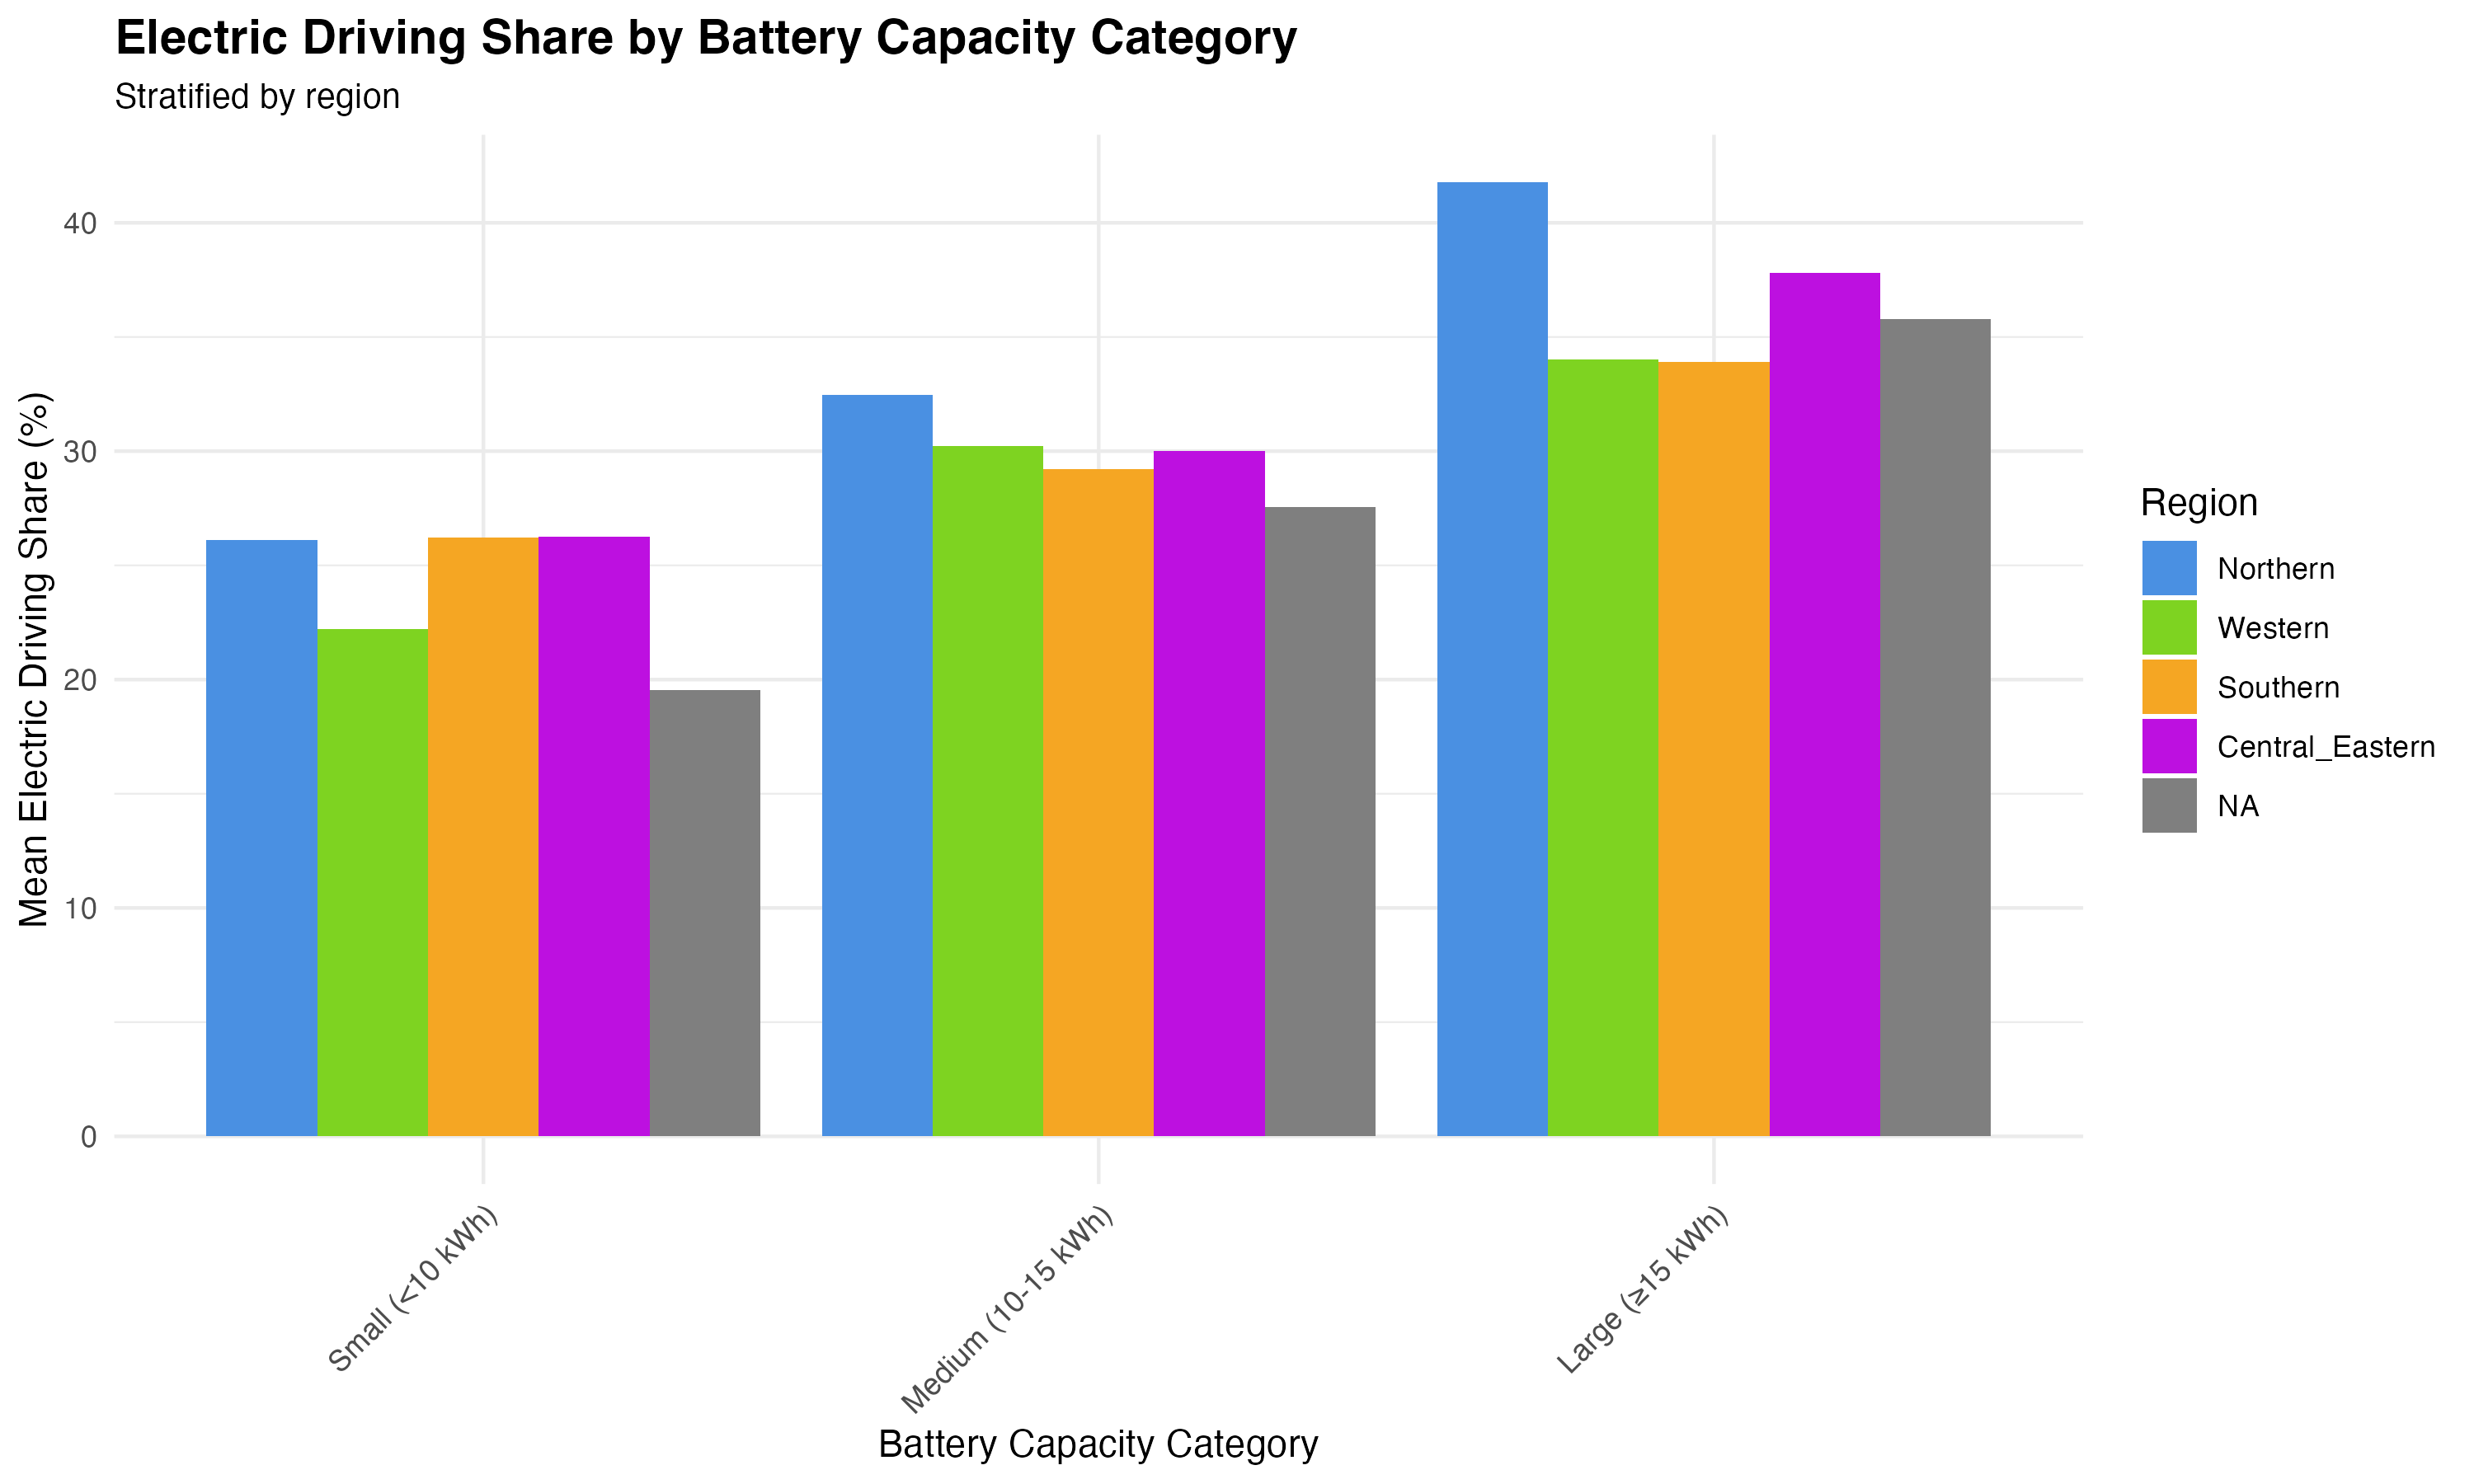 Electric Driving Share by Battery Capacity Category
Stratified by region
Mean Electric Driving Share (%)
40
30
20
10
0
Small (<10 kWh)
Medium (10-15 kWh)
Large (≥15 kWh)
Battery Capacity Category
Region
Northern
Western
Southern
Central_Eastern
NA